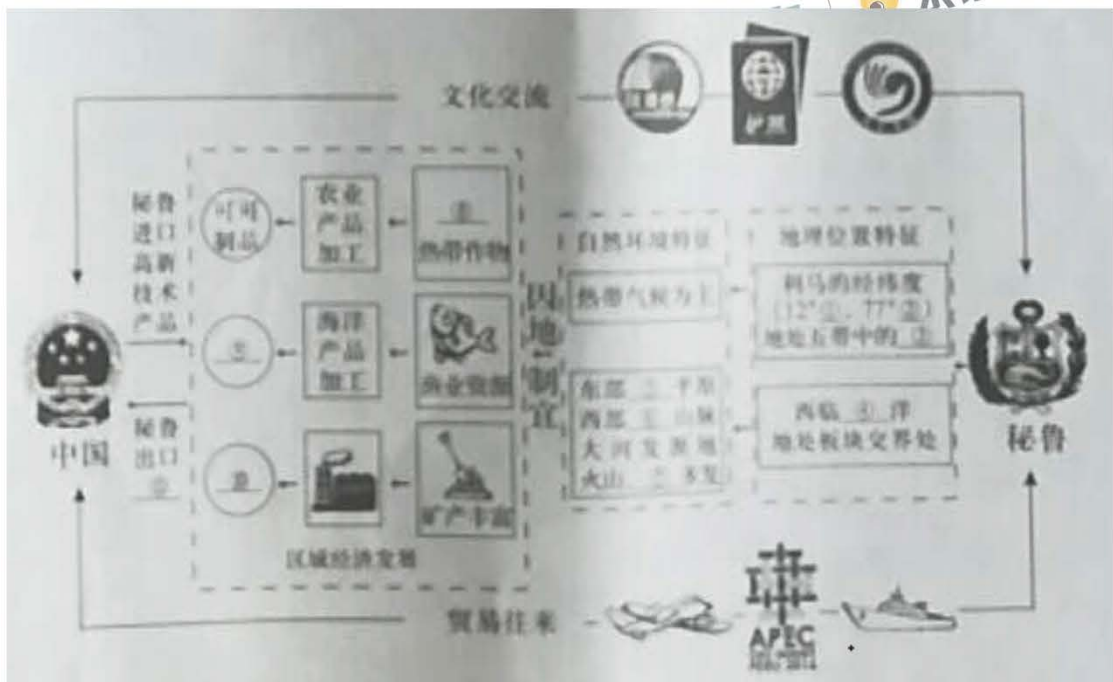 文化交流
护照
秘鲁
进口
高新
技术
产品
可可
制品
农业
产品
加工
热带作物
海洋
产品
加工
渔业资源
矿产丰富
区域经济发展
因地制宜
自然环境特征
热带气候为主
东部 平原
西部 山脉
大河发源地
火山 多发
地理位置特征
利马的经纬度
(12°①, 77°②)
地处五带中的 ③
西临 ④ 洋
地处板块交界处
中国
秘鲁
出口
秘鲁
贸易往来
APEC